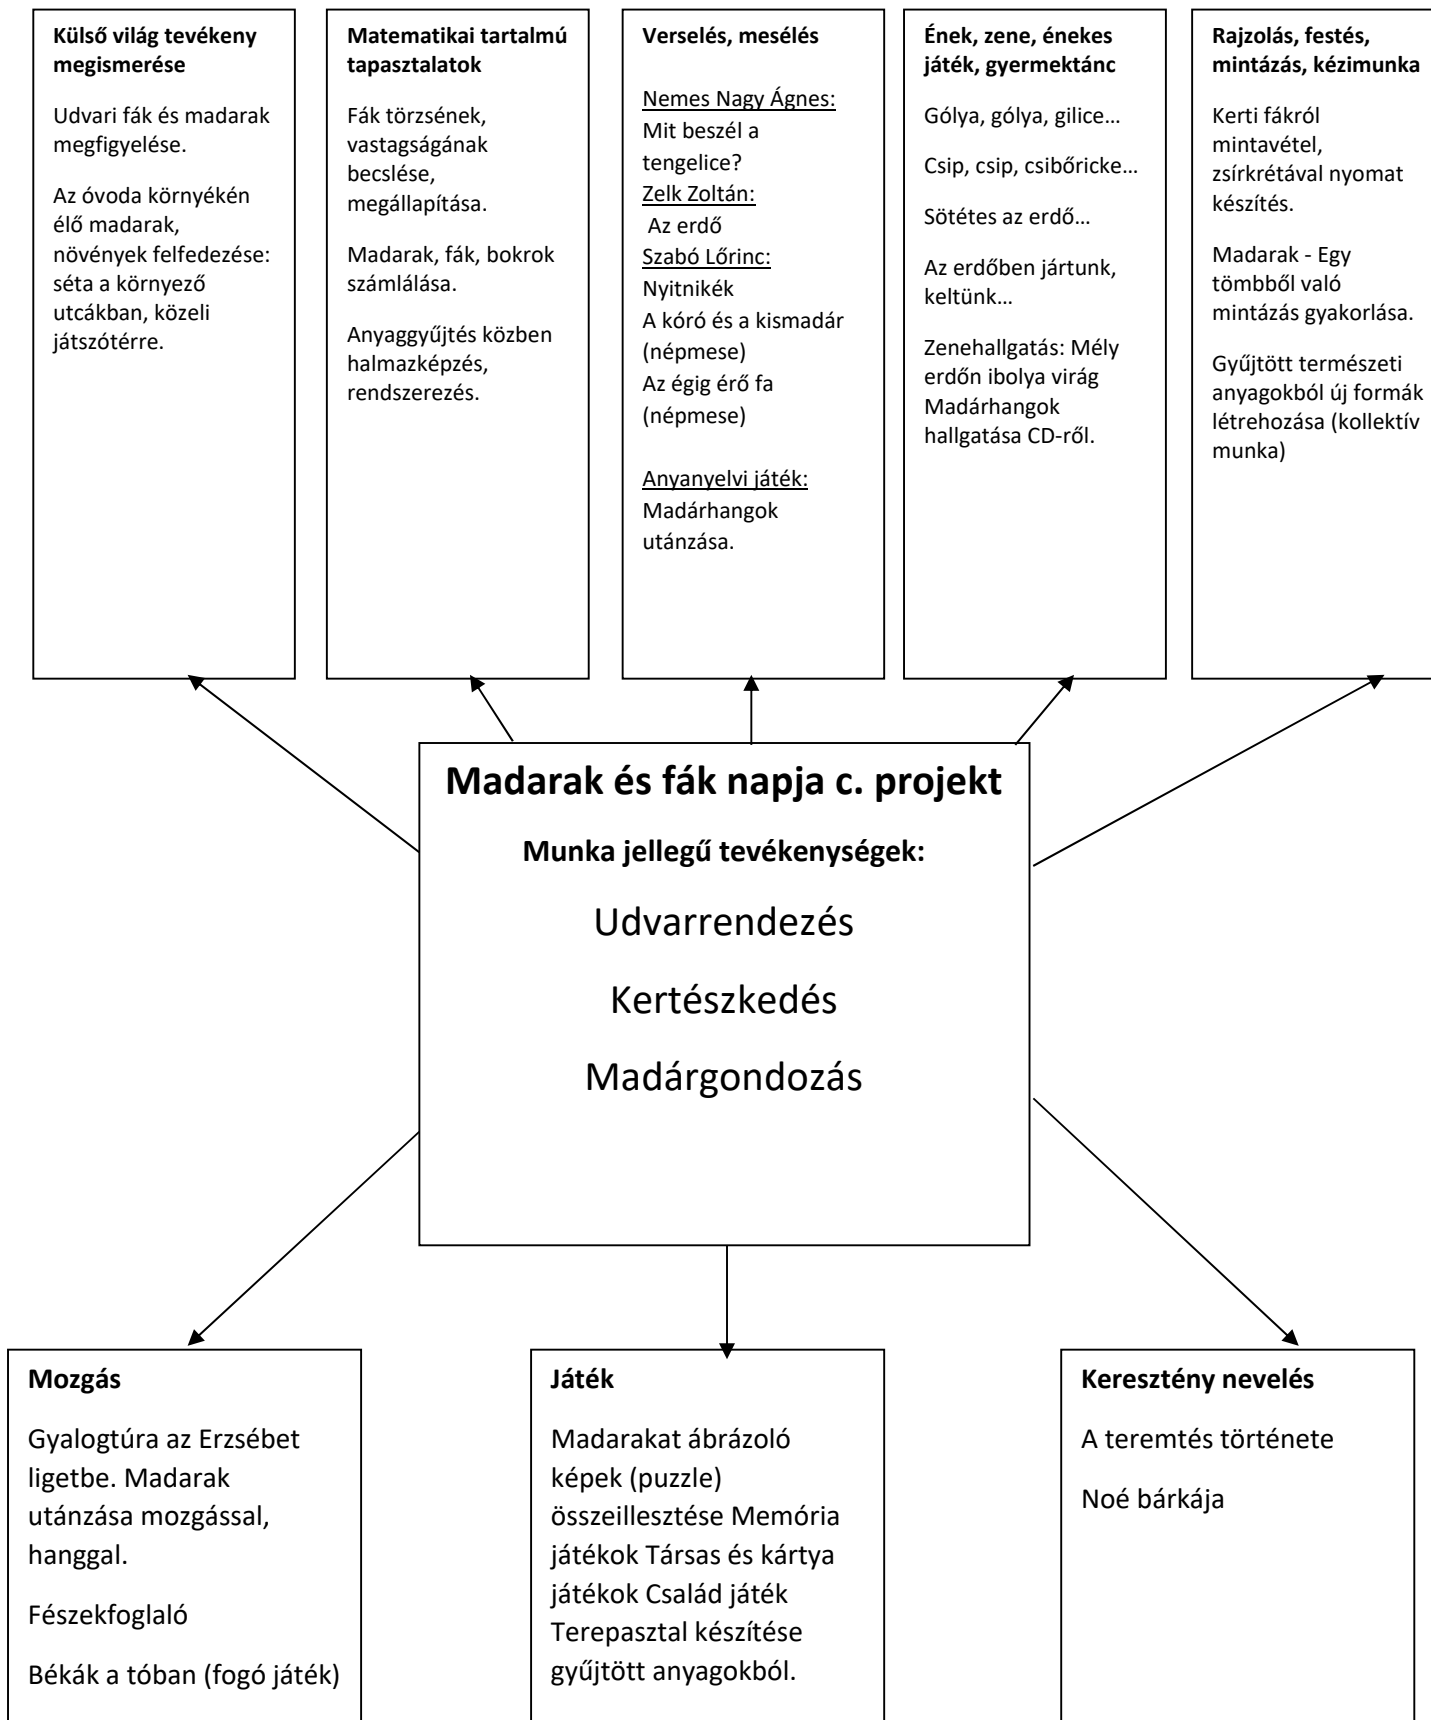 Külső világ tevékeny
megismerése
Udvari fák és madarak
megfigyelése.
Az óvoda környékén
élő madarak,
növények felfedezése:
séta a környező
utcákban, közeli
játszótérre.
Matematikai tartalmú
tapasztalatok
Fák törzsének,
vastagságának
becslése,
megállapítása.
Madarak, fák, bokrok
számlálása.
Anyaggyűjtés közben
halmazképzés,
rendszerezés.
Verselés, mesélés
Nemes Nagy Ágnes:
Mit beszél a
tengelice?
Zelk Zoltán:
Az erdő
Szabó Lőrinc:
Nyitnikék
A kóró és a kismadár
(népmese)
Az égig érő fa
(népmese)
Anyanyelvi játék:
Madárhangok
utánzása.
Ének, zene, énekes
játék, gyermektánc
Gólya, gólya, gilice…
Csip, csip, csibőricke…
Sötétes az erdő…
Az erdőben jártunk,
keltünk…
Zenehallgatás: Mély
erdőn ibolya virág
Madárhangok
hallgatása CD-ről.
Rajzolás, festés,
mintázás, kézimunka
Kerti fákról
mintavétel,
zsírkrétával nyomat
készítés.
Madarak - Egy
tömbből való
mintázás gyakorlása.
Gyűjtött természeti
anyagokból új formák
létrehozása (kollektív
munka)
Madarak és fák napja c. projekt
Munka jellegű tevékenységek:
Udvarrendezés
Kertészkedés
Madárgondozás
Mozgás
Gyalogtúra az Erzsébet
ligetbe. Madarak
utánzása mozgással,
hanggal.
Fészekfoglaló
Békák a tóban (fogó játék)
Játék
Madarakat ábrázoló
képek (puzzle)
összeillesztése Memória
játékok Társas és kártya
játékok Család játék
Terepasztal készítése
gyűjtött anyagokból.
Keresztény nevelés
A teremtés története
Noé bárkája